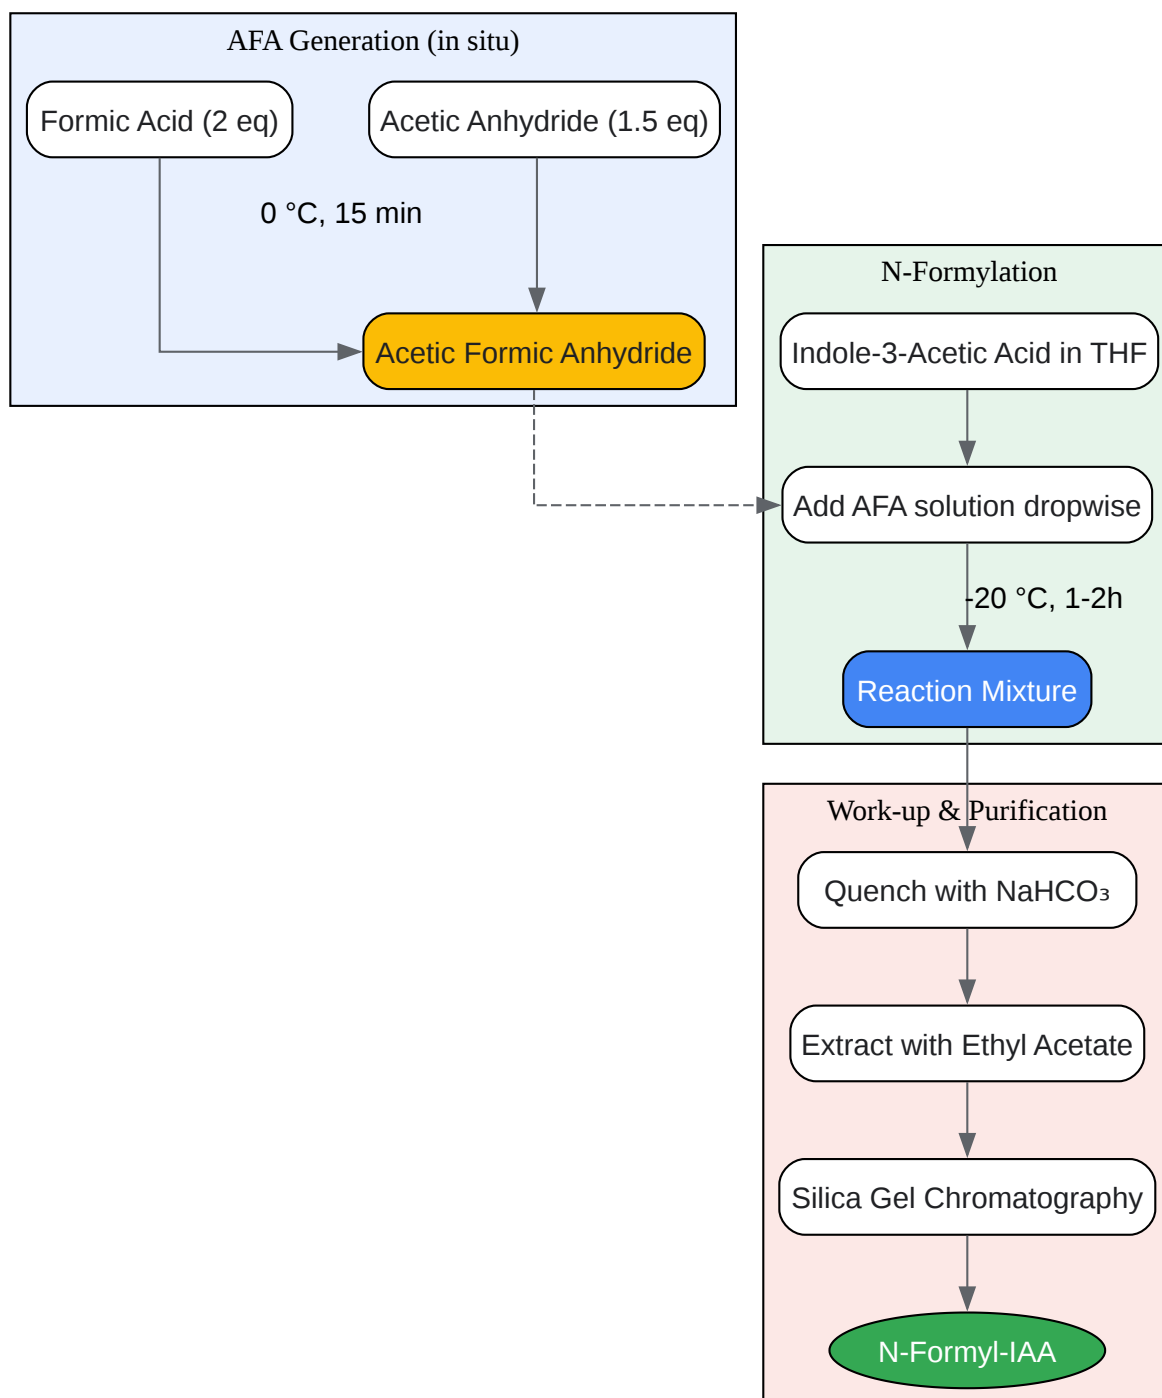 AFA Generation (in situ)
Formic Acid (2 eq)
Acetic Anhydride (1.5 eq)
0 °C, 15 min
Acetic Formic Anhydride
N-Formylation
Indole-3-Acetic Acid in THF
Add AFA solution dropwise
-20 °C, 1-2h
Reaction Mixture
Work-up & Purification
Quench with NaHCO₃
Extract with Ethyl Acetate
Silica Gel Chromatography
N-Formyl-IAA